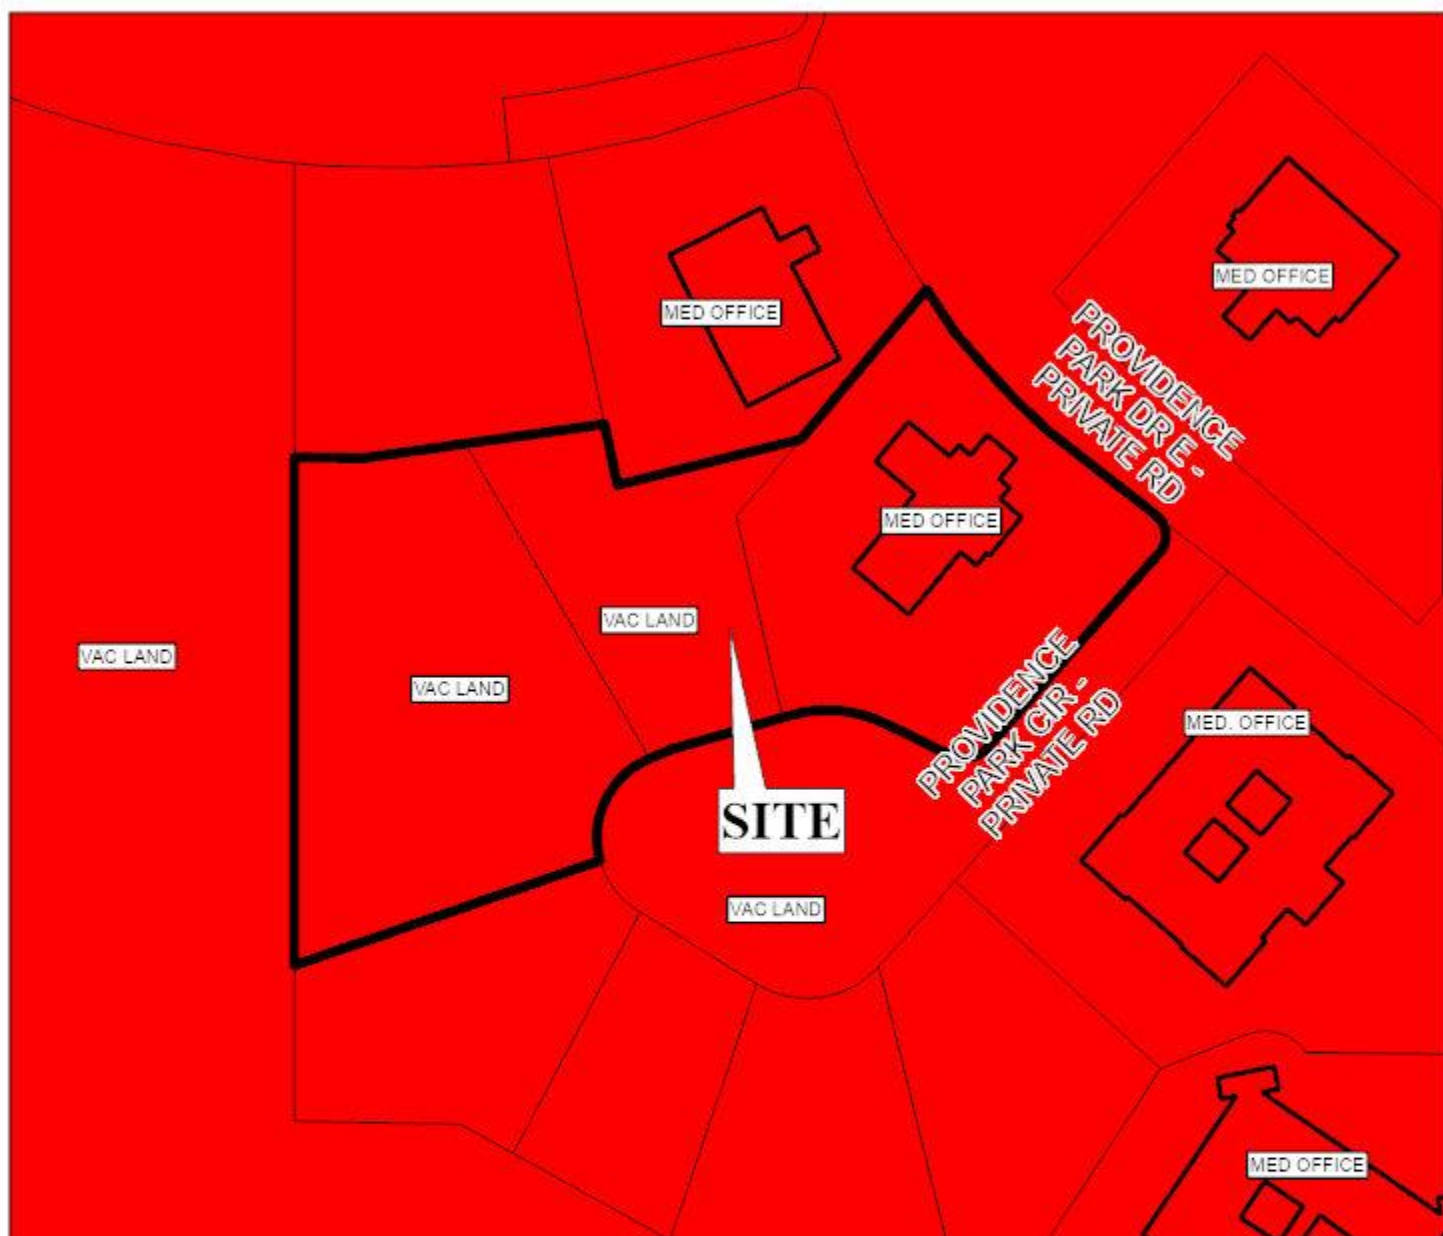 MED OFFICE
MED OFFICE
PROVIDENCE
PARK DR E -
PRIVATE RD
MED OFFICE
VAC LAND
VAC LAND
VAC LAND
PROVIDENCE
PARK CIR -
PRIVATE RD
MED. OFFICE
SITE
VAC LAND
MED OFFICE